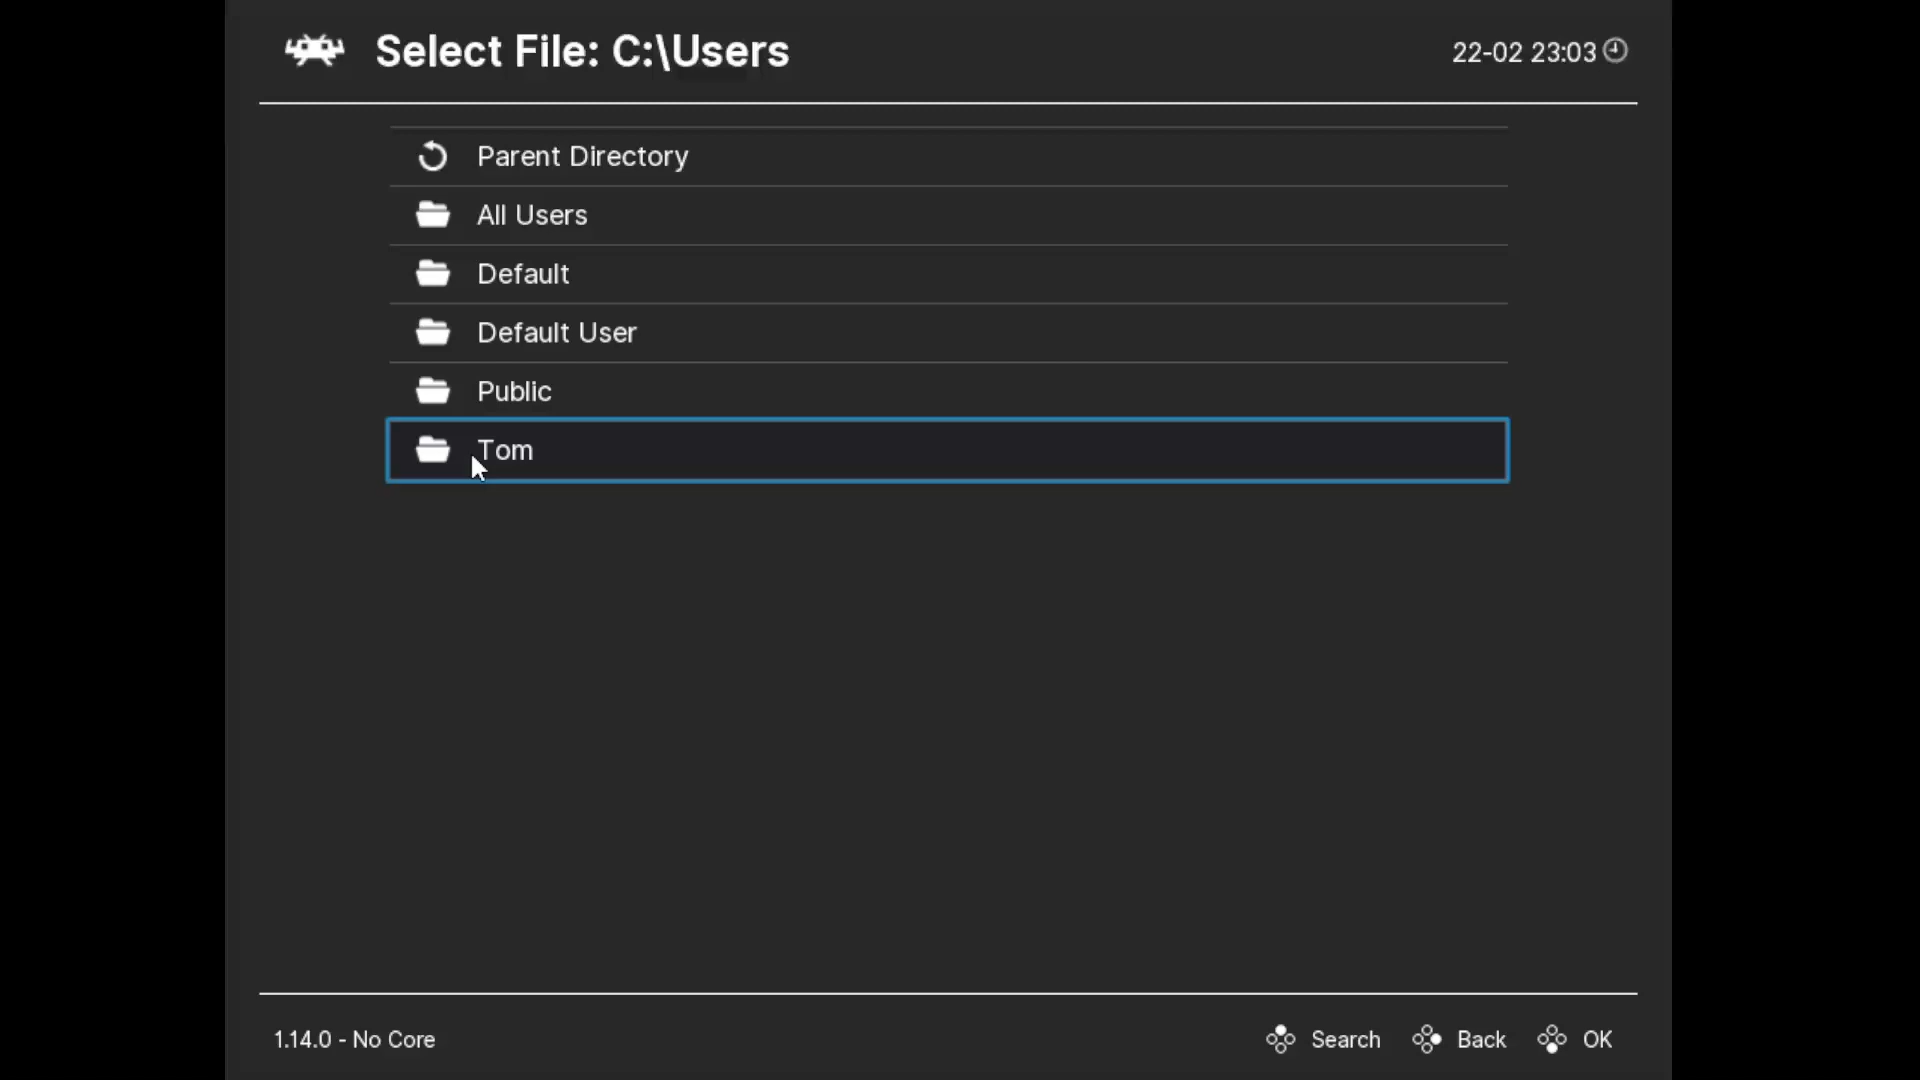 Select File: C:\Users
22-02 23:03
Parent Directory
All Users
Default
Default User
Public
Tom
1.14.0 - No Core
Search
Back
OK